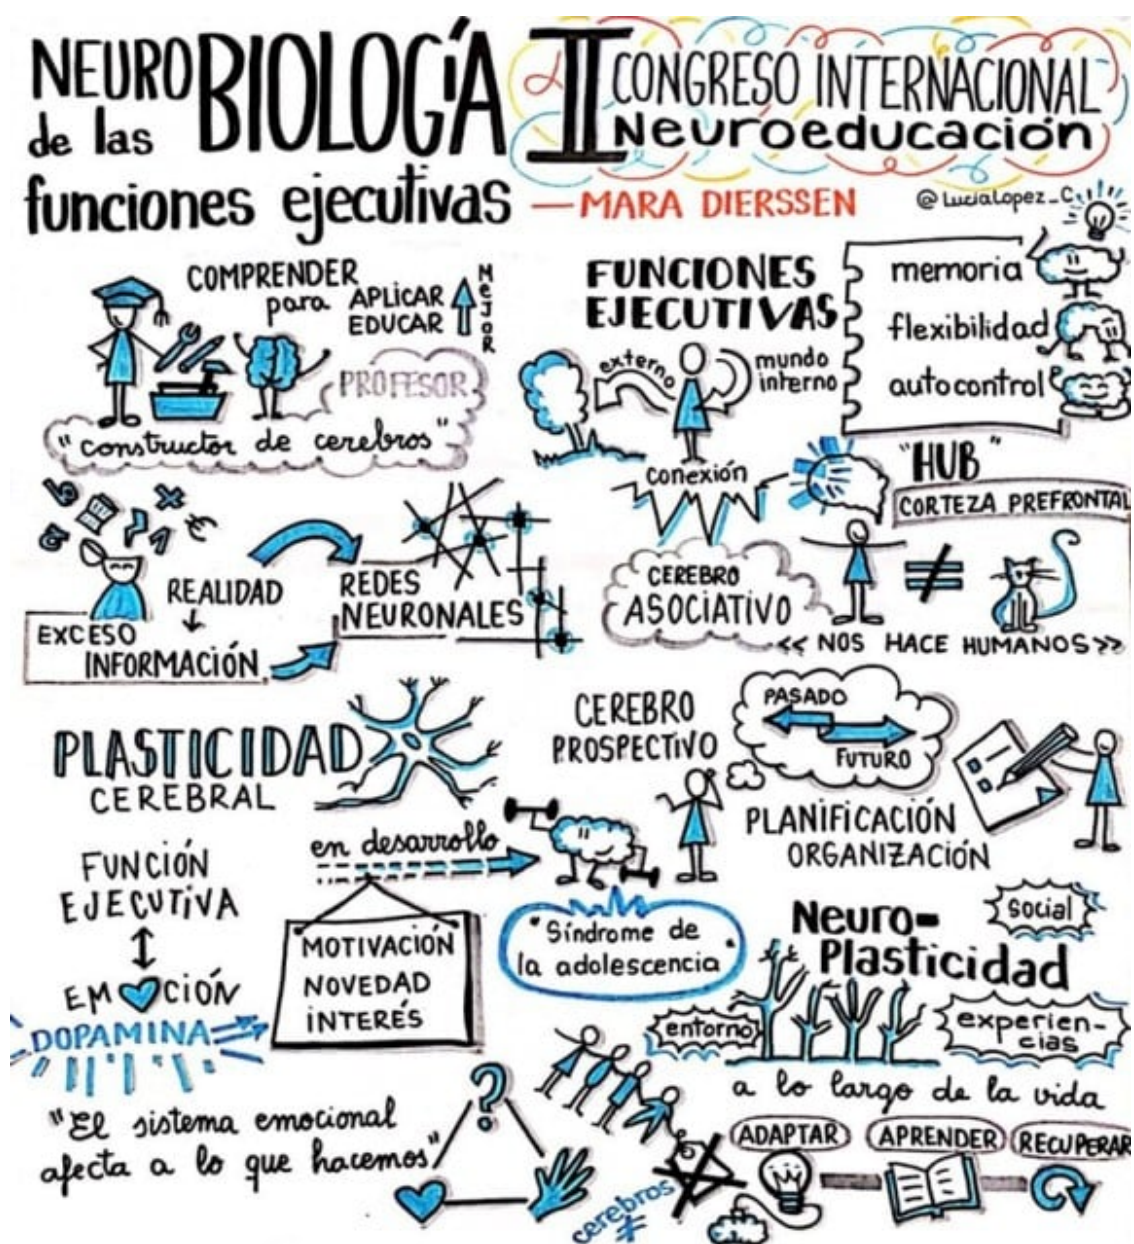 NEUROBIOLOGÍA
de las
funciones ejecutivas
II CONGRESO INTERNACIONAL
Neuroeducación
— MARA DIERSSEN
@LuciaLopez_C
COMPRENDER
para APLICAR
EDUCAR
MeJOR
PROFESOR
"constructor de cerebros"
FUNCIONES
EJECUTIVAS
externo
mundo
interno
memoria
flexibilidad
autocontrol
conexión
"HUB"
CORTEZA PREFRONTAL
CEREBRO
ASOCIATIVO
≠
<< NOS HACE HUMANOS >>
REALIDAD
EXCESO
INFORMACIÓN
REDES
NEURONALES
PLASTICIDAD
CEREBRAL
en desarrollo
CEREBRO
PROSPECTIVO
PASADO
FUTURO
PLANIFICACIÓN
ORGANIZACIÓN
FUNCIÓN
EJECUTIVA
EMOCIÓN
DOPAMINA
MOTIVACIÓN
NOVEDAD
INTERÉS
"Síndrome de
la adolescencia"
Neuro-
Plasticidad
social
entorno
experien-
cias
a lo largo de la vida
"El sistema emocional
afecta a lo que hacemos"
?
cerebros
≠
ADAPTAR
APRENDER
RECUPERAR